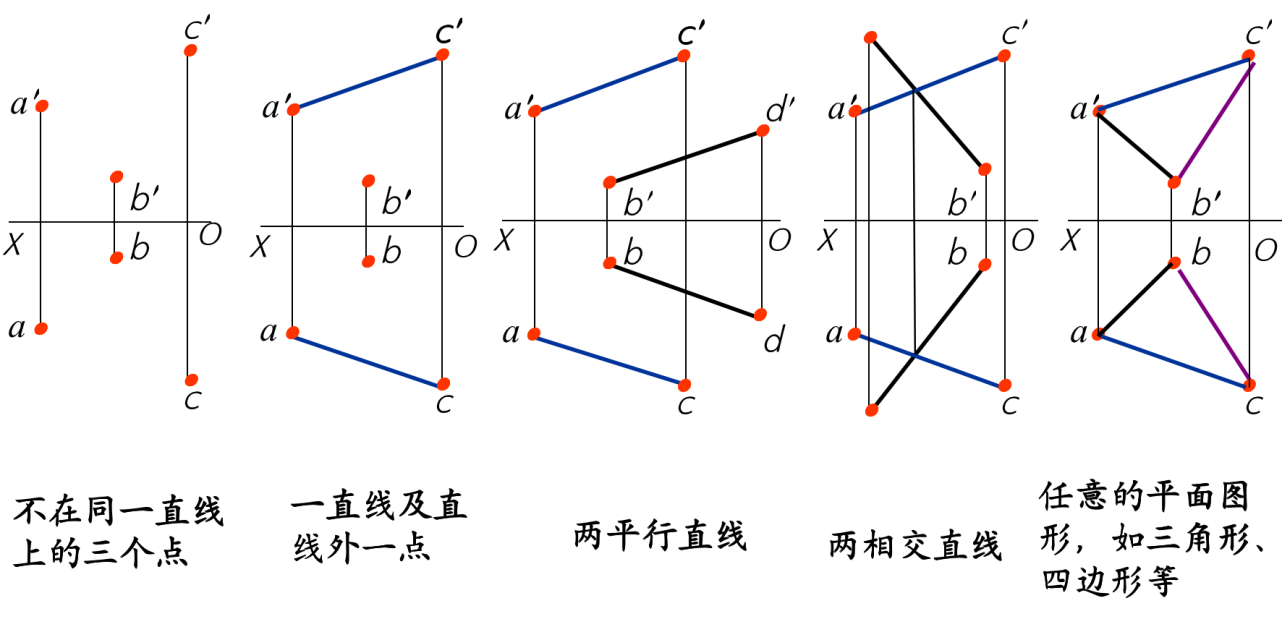 c′
a′
b′
X
O
b
a
c
不在同一直线
上的三个点
c′
a′
b′
X
O
b
a
c
一直线及直
线外一点
c′
a′
d′
b′
X
O
b
a
d
c
两平行直线
c′
a′
b′
X
O
b
a
c
两相交直线
c′
a′
b′
X
O
b
a
c
任意的平面图
形，如三角形、
四边形等